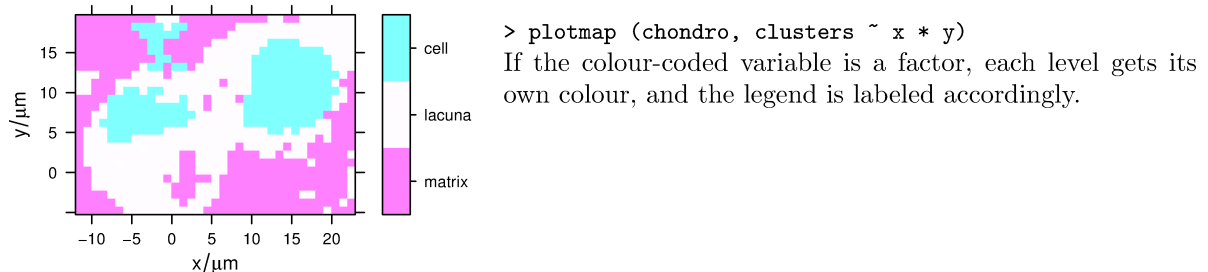 > plotmap (chondro, clusters ~ x * y)
If the colour-coded variable is a factor, each level gets its
own colour, and the legend is labeled accordingly.
y/μm
15
10
5
0
−10 −5 0 5 10 15 20
x/μm
cell
lacuna
matrix